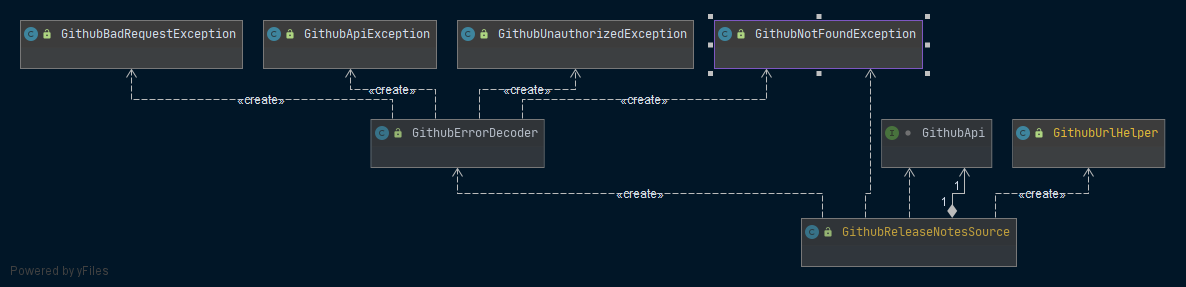 GithubBadRequestException
GithubApiException
GithubUnauthorizedException
GithubNotFoundException
«create»
«create»
«create»
«create»
GithubErrorDecoder
GithubApi
GithubUrlHelper
«create»
1
1
«create»
GithubReleaseNotesSource
Powered by yFiles